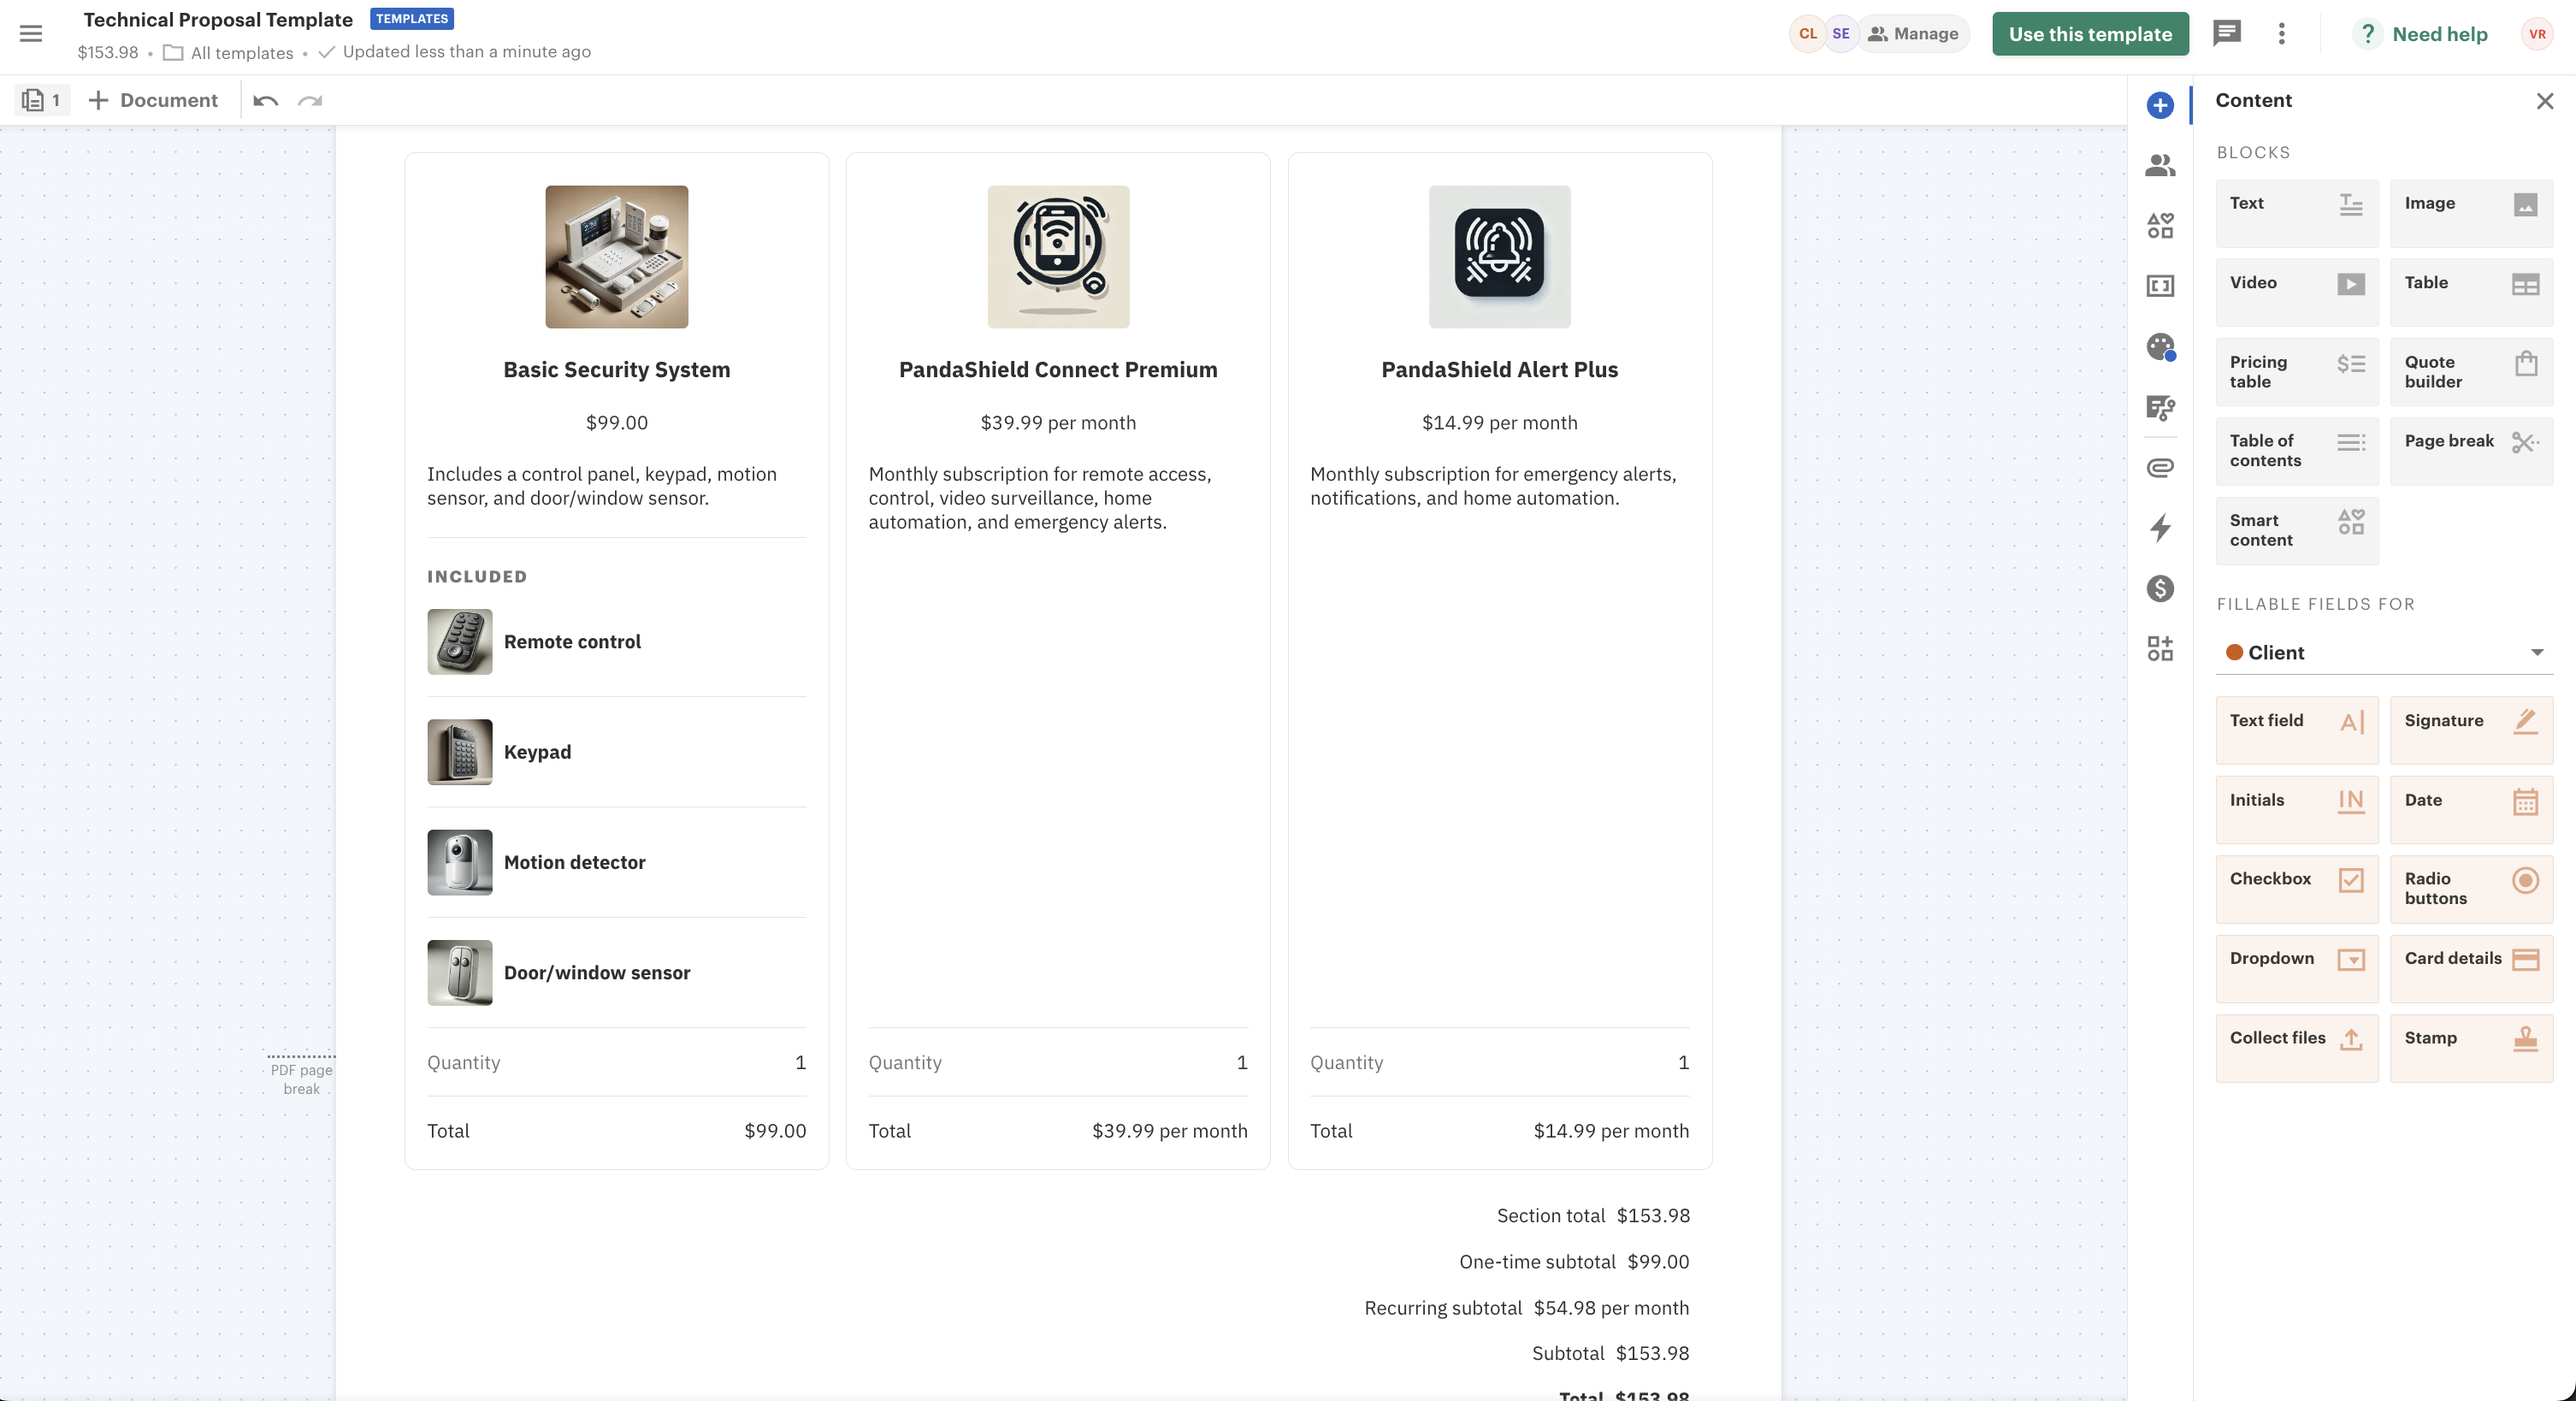 Technical Proposal Template TEMPLATES
$153.98 • All templates • Updated less than a minute ago
CL SE Manage
Use this template
? Need help
VR
1 Document
Content
BLOCKS
Text
Image
Video
Table
Pricing
table
Quote
builder
Table of
contents
Page break
Smart
content
FILLABLE FIELDS FOR
Client
Text field
Signature
Initials
Date
Checkbox
Radio
buttons
Dropdown
Card details
Collect files
Stamp
Basic Security System
$99.00
Includes a control panel, keypad, motion
sensor, and door/window sensor.
INCLUDED
Remote control
Keypad
Motion detector
Door/window sensor
Quantity 1
Total $99.00
PandaShield Connect Premium
$39.99 per month
Monthly subscription for remote access,
control, video surveillance, home
automation, and emergency alerts.
Quantity 1
Total $39.99 per month
PandaShield Alert Plus
$14.99 per month
Monthly subscription for emergency alerts,
notifications, and home automation.
Quantity 1
Total $14.99 per month
PDF page
break
Section total $153.98
One-time subtotal $99.00
Recurring subtotal $54.98 per month
Subtotal $153.98
Total $153.98